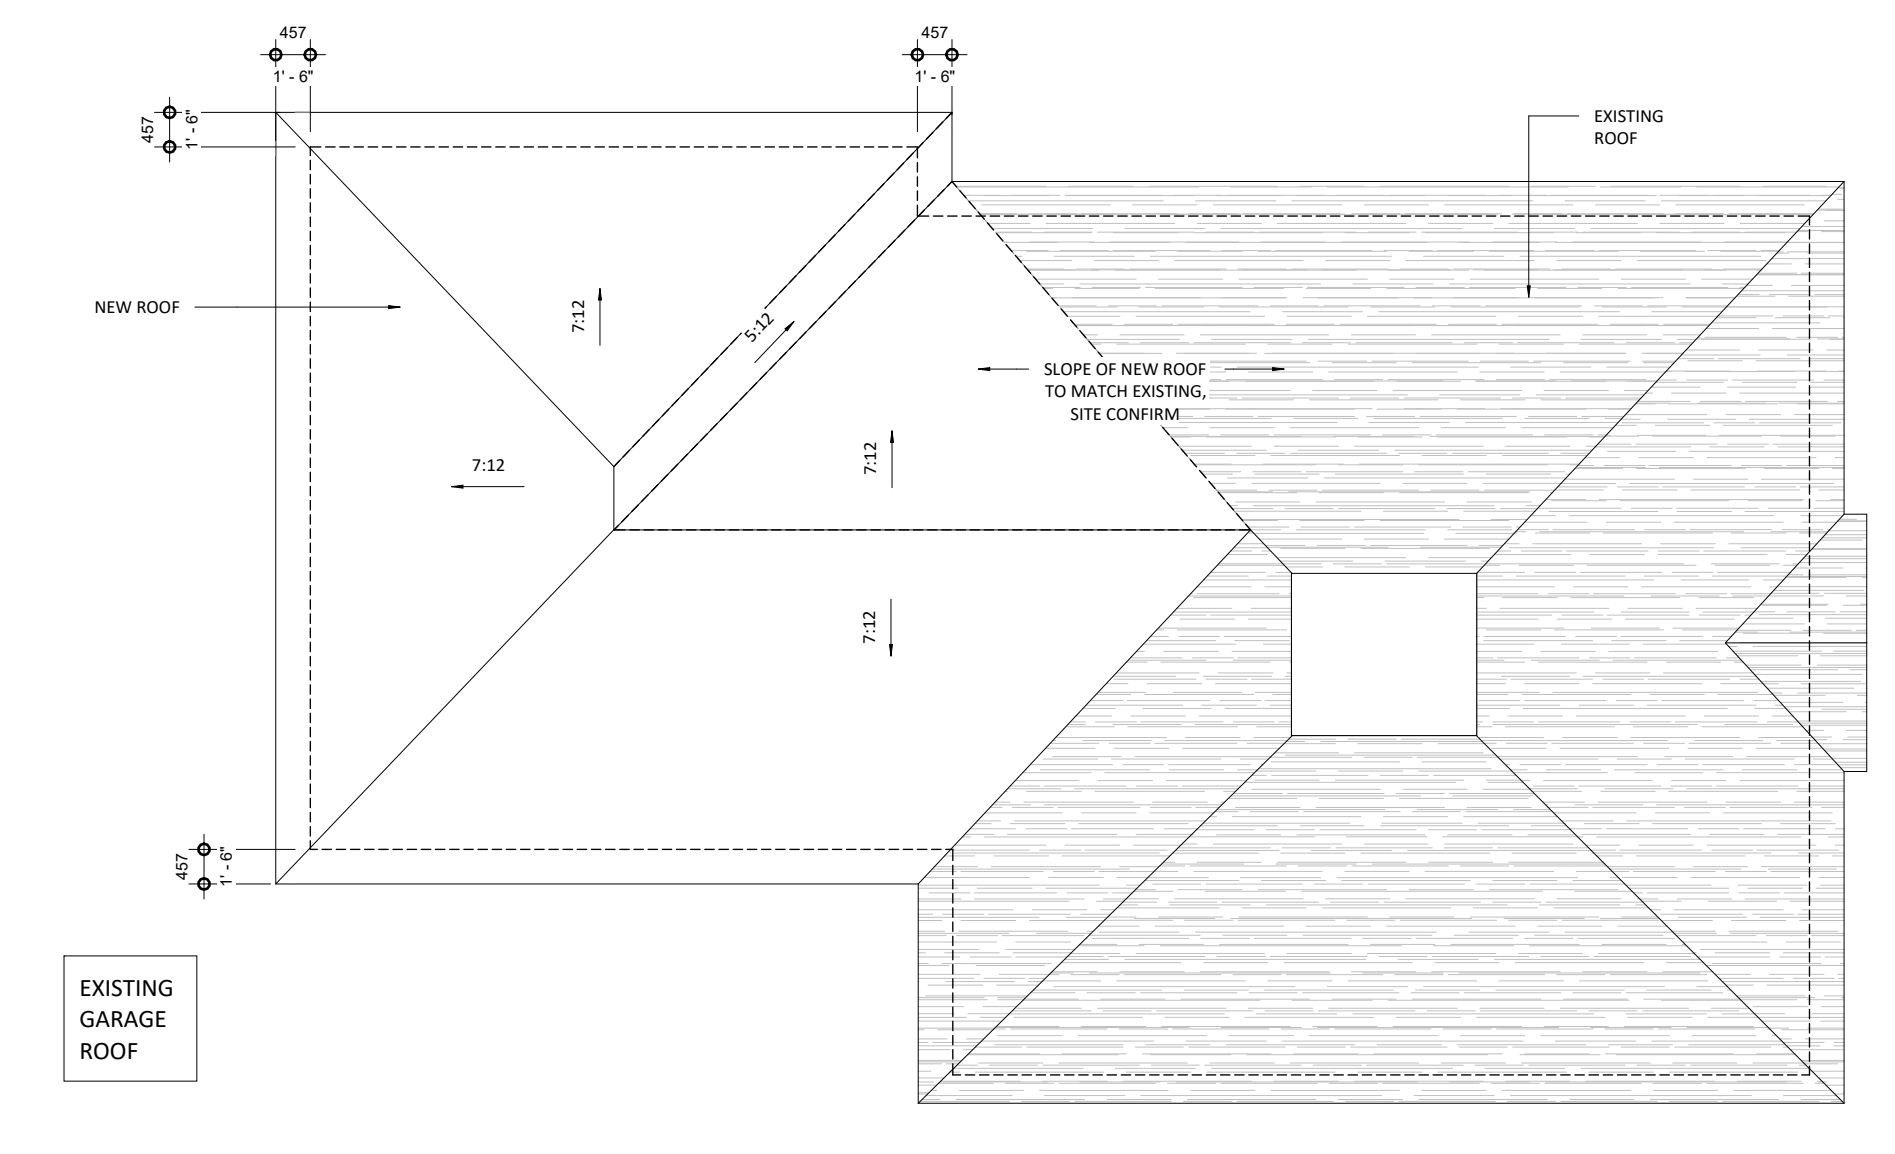 457
1' - 6"
457
1' - 6"
457
1' - 6"
EXISTING
ROOF
NEW ROOF
7:12
5:12
SLOPE OF NEW ROOF
TO MATCH EXISTING,
SITE CONFIRM
7:12
7:12
7:12
457
1' - 6"
EXISTING
GARAGE
ROOF